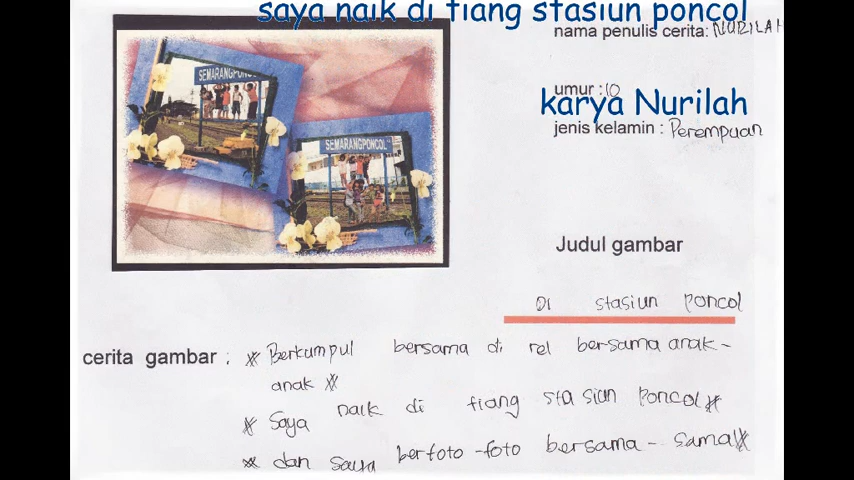 saya naik di tiang stasiun poncol
nama penulis cerita: NURILAH
umur : 10
karya Nurilah
jenis kelamin : Perempuan
SEMARANGPONCOL
SEMARANGPONCOL
Judul gambar
Di stasiun poncol
cerita gambar : * Berkumpul bersama di rel bersama anak-
anak *
* Saya naik di tiang stasiun poncol *
* dan saya berfoto-foto bersama - sama *